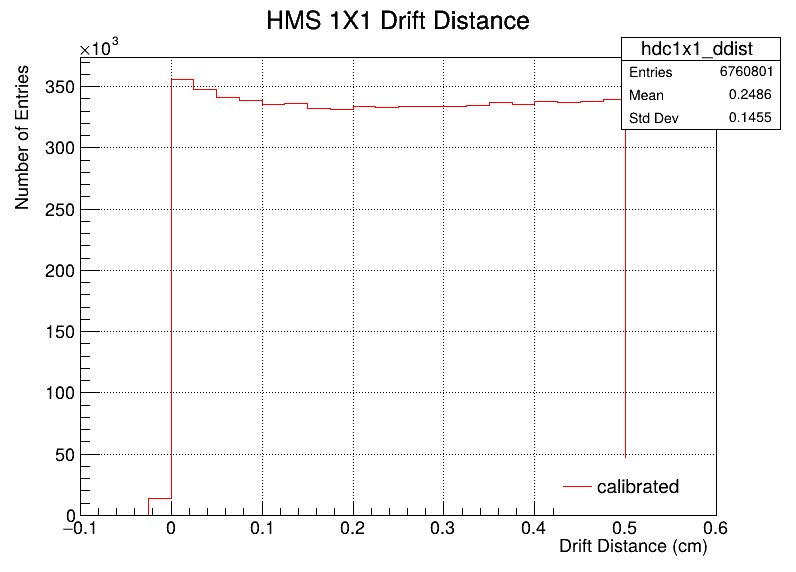 HMS 1X1 Drift Distance
×10³
hdc1x1_ddist
Entries 6760801
Mean 0.2486
Std Dev 0.1455
Number of Entries
350
300
250
200
150
100
50
0
calibrated
−0.1 0 0.1 0.2 0.3 0.4 0.5 0.6
Drift Distance (cm)